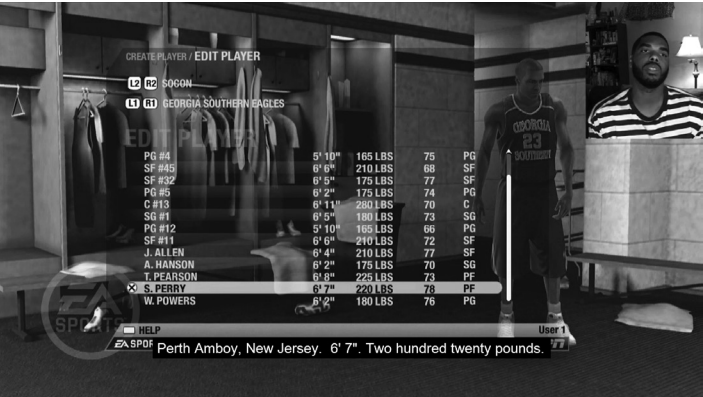 CREATE PLAYER / EDIT PLAYER
L2 R2 SOCON
L1 R1 GEORGIA SOUTHERN EAGLES
EDIT PLAYER
GEORGIA
23
SOUTHERN
PG #4 5' 10" 165 LBS 75 PG
SF #45 6' 6" 210 LBS 68 SF
SF #32 6' 5" 175 LBS 77 SF
PG #5 6' 2" 175 LBS 74 PG
C #13 6' 11" 280 LBS 70 C
SG #1 6' 5" 180 LBS 73 SG
PG #12 5' 10" 165 LBS 66 PG
SF #11 6' 6" 210 LBS 72 SF
J. ALLEN 6' 4" 210 LBS 77 SF
A. HANSON 6' 2" 175 LBS 70 SG
T. PEARSON 6' 8" 225 LBS 73 PF
S. PERRY 6' 7" 220 LBS 78 PF
W. POWERS 6' 2" 180 LBS 76 PG
EA
SPORTS
HELP User 1
EA SPOR
Perth Amboy, New Jersey. 6' 7". Two hundred twenty pounds.